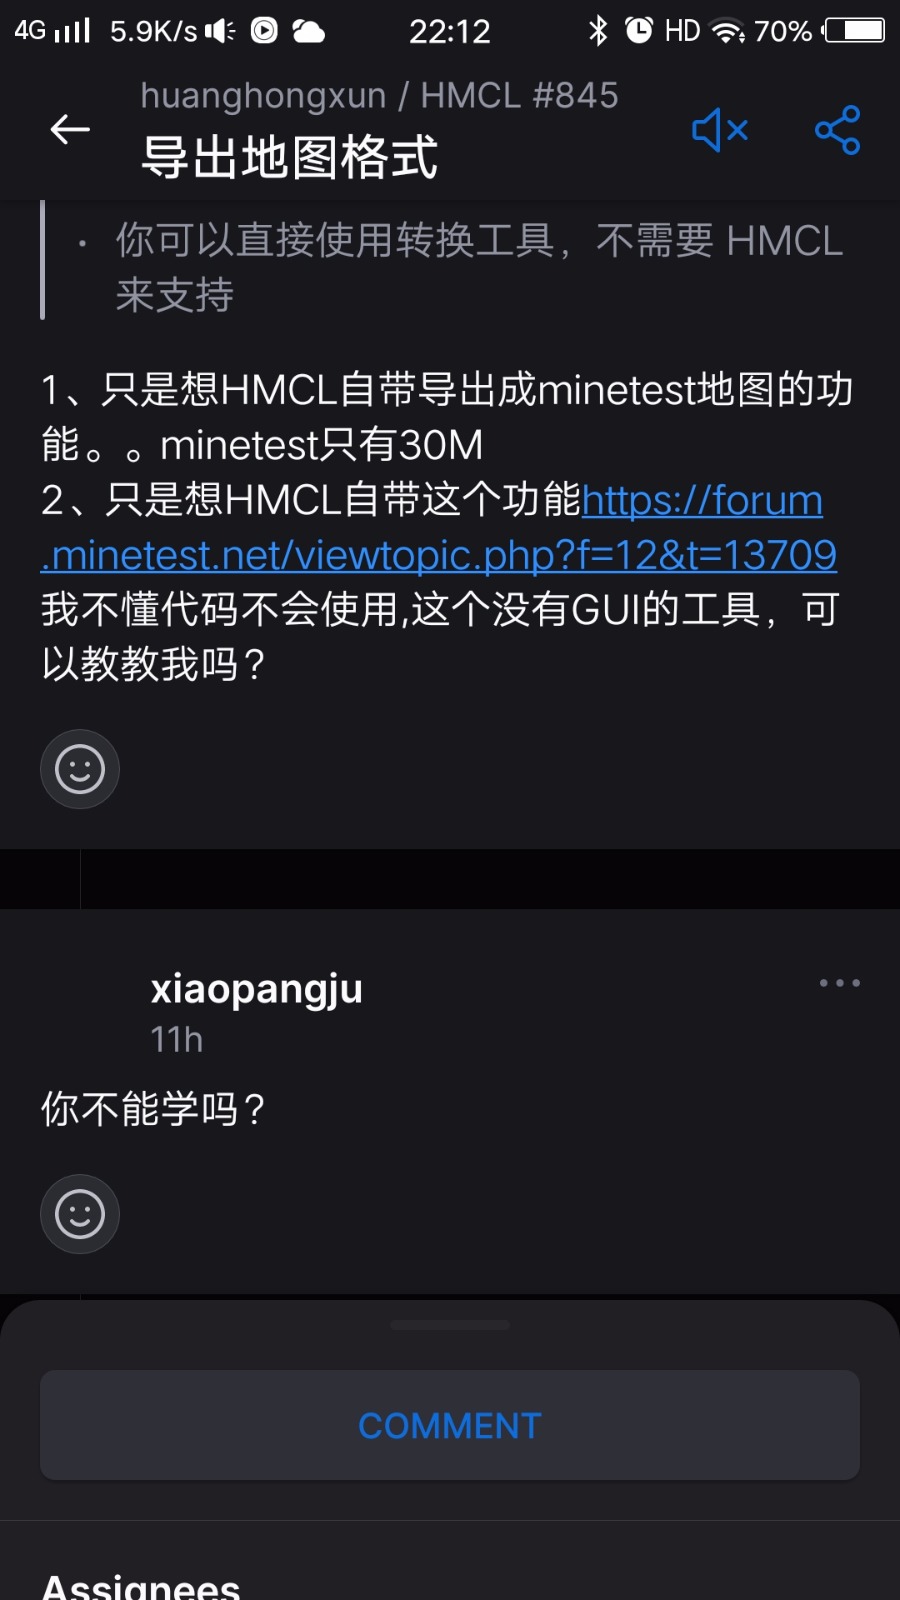 4G 5.9K/s 22:12 HD 70%
huanghongxun / HMCL #845
导出地图格式
· 你可以直接使用转换工具，不需要 HMCL
来支持
1、只是想HMCL自带导出成minetest地图的功
能。。minetest只有30M
2、只是想HMCL自带这个功能https://forum
.minetest.net/viewtopic.php?f=12&t=13709
我不懂代码不会使用,这个没有GUI的工具，可
以教教我吗？
xiaopangju
11h
你不能学吗？
COMMENT
Assignees